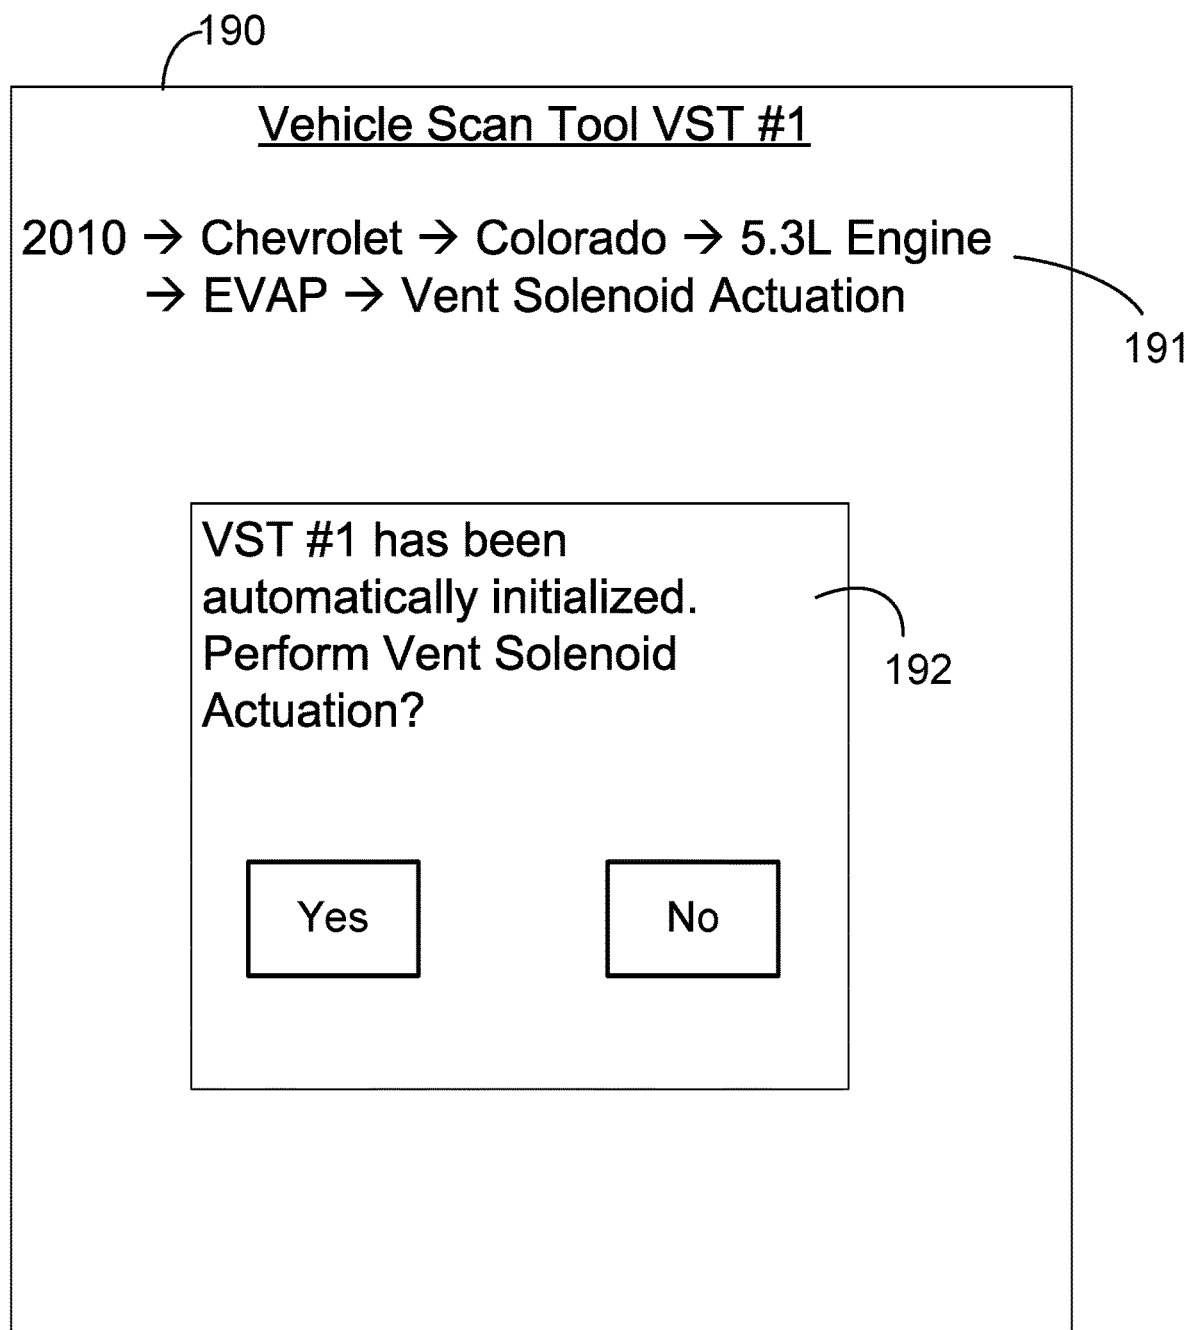 190
Vehicle Scan Tool VST #1
2010 → Chevrolet → Colorado → 5.3L Engine
→ EVAP → Vent Solenoid Actuation
191
VST #1 has been
automatically initialized.
Perform Vent Solenoid
Actuation?
192
Yes No